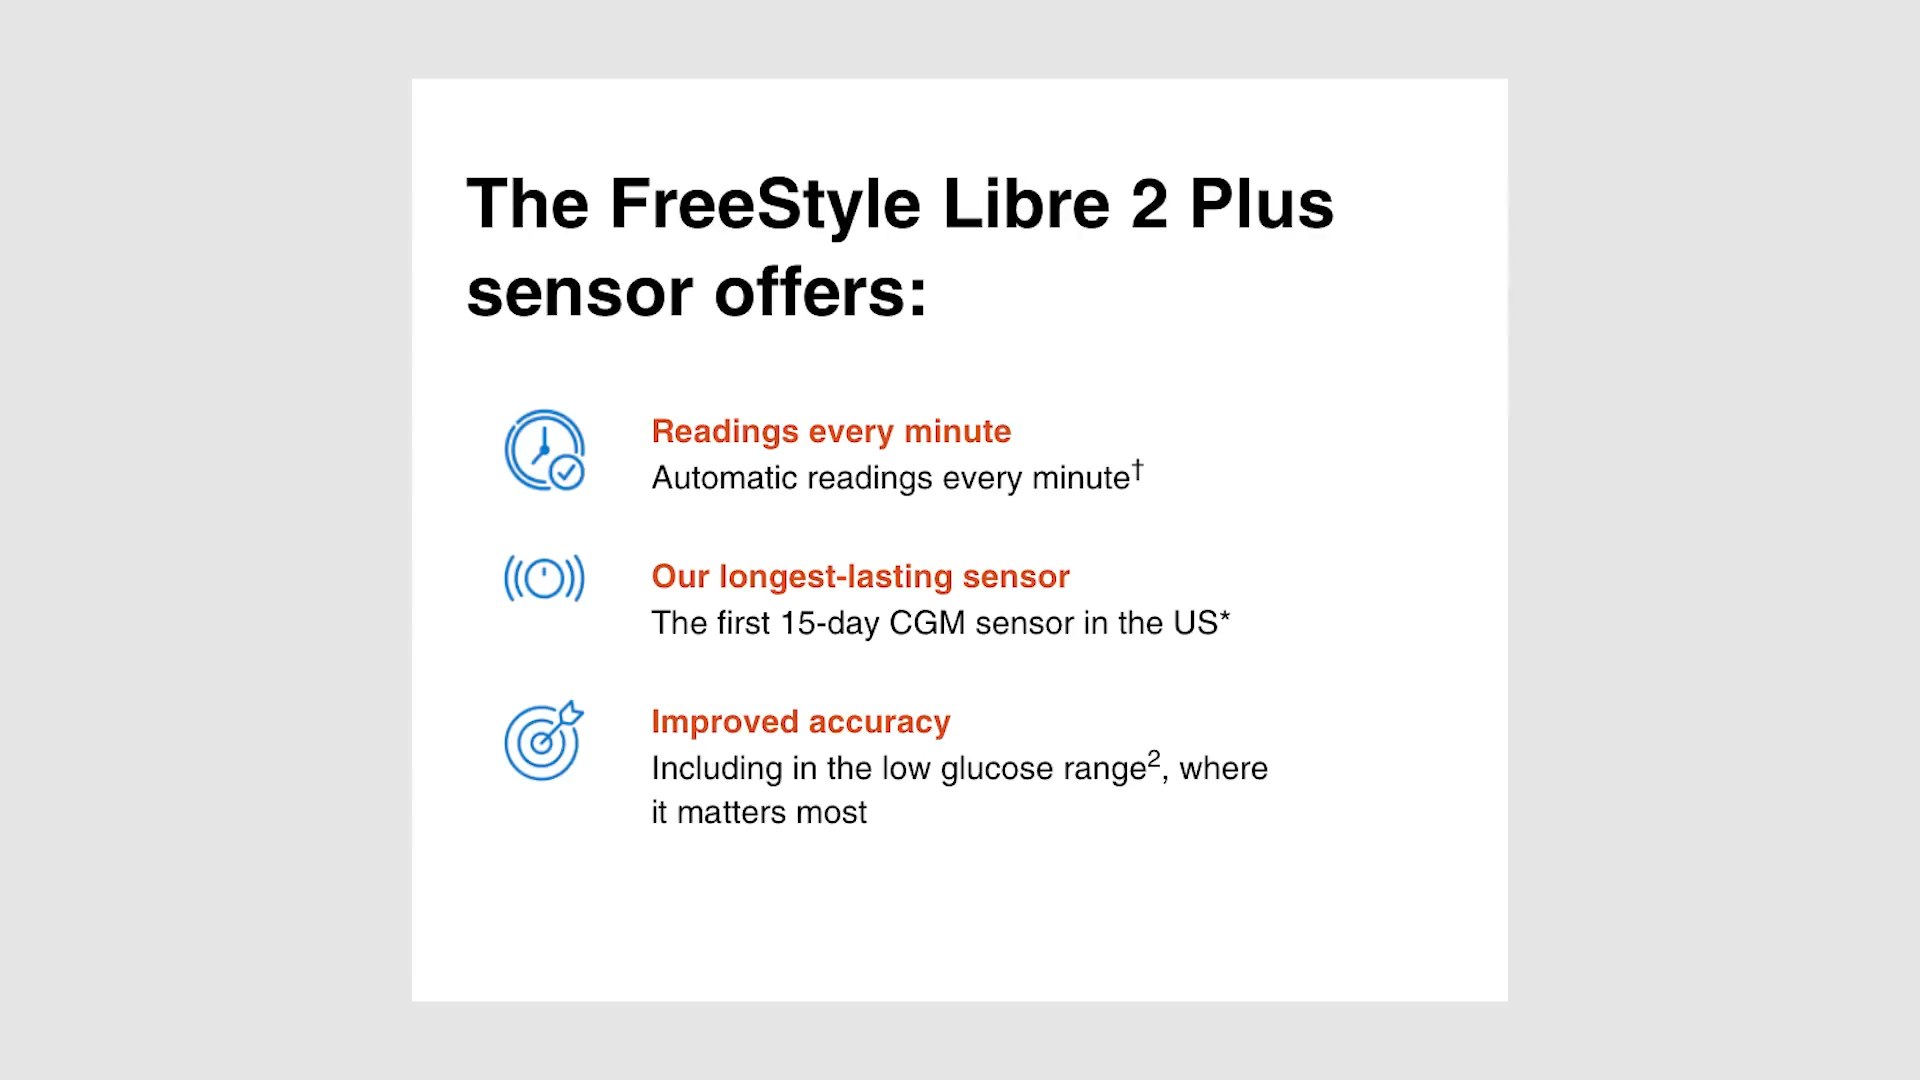 The FreeStyle Libre 2 Plus
sensor offers:
Readings every minute
Automatic readings every minute†
Our longest-lasting sensor
The first 15-day CGM sensor in the US*
Improved accuracy
Including in the low glucose range², where
it matters most